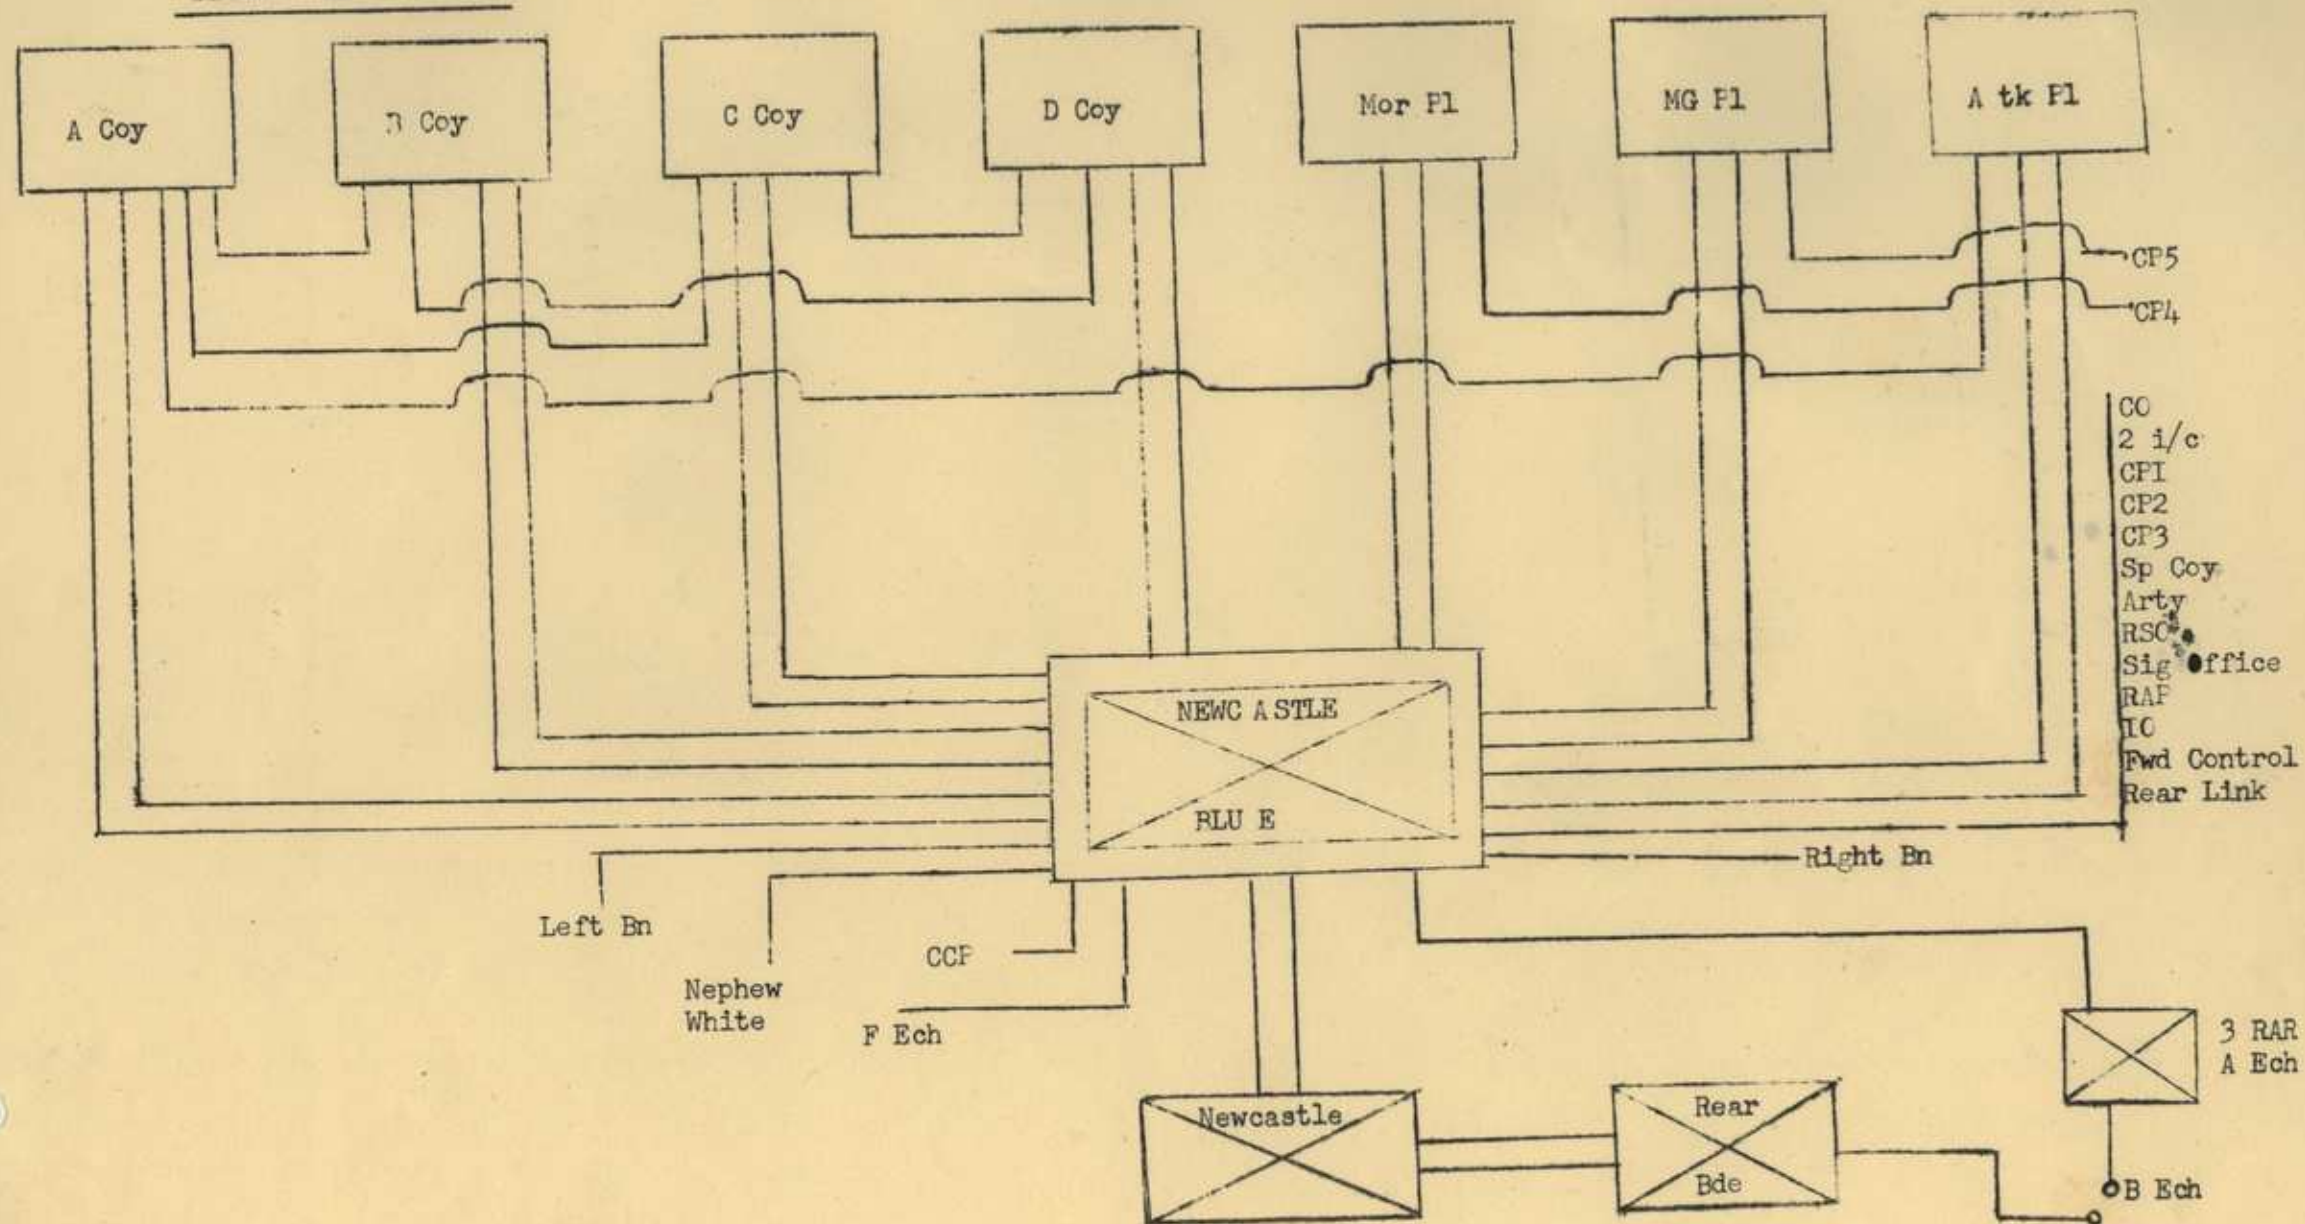 A Coy
B Coy
C Coy
D Coy
Mor Pl
MG Pl
A tk Pl
CP5
CP4
CO
2 i/c
CPI
CP2
CP3
Sp Coy
Arty
RSO
Sig Office
RAP
IO
Fwd Control
Rear Link
NEWC A STLE
BLU E
Right Bn
Left Bn
CCP
Nephew
White
F Ech
3 RAR
A Ech
Newcastle
Rear
Bde
B Ech